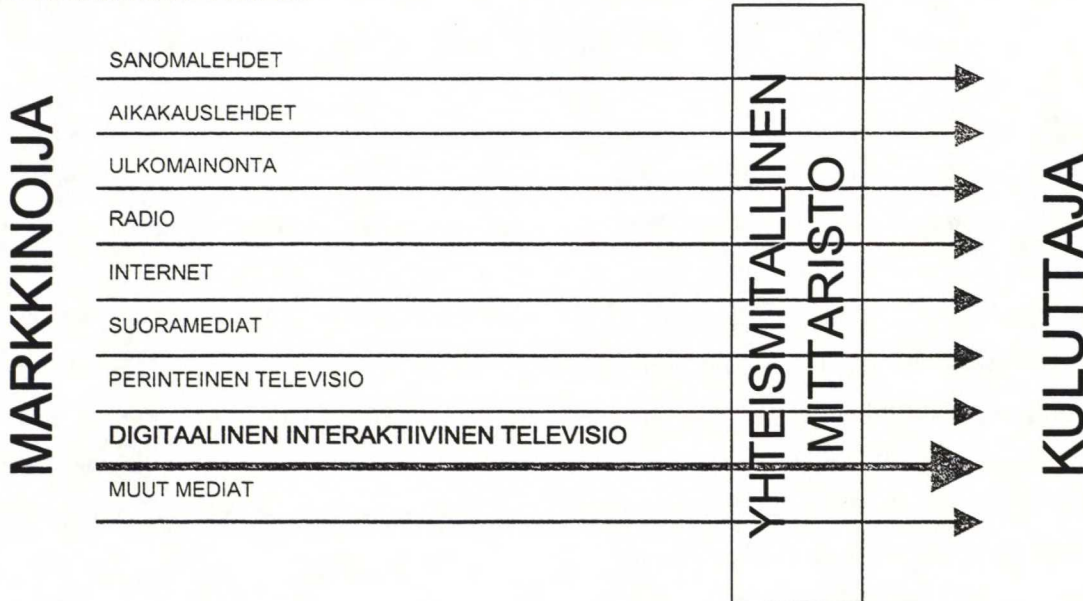 MARKKINOIJA
SANOMALEHDET
AIKAKAUSLEHDET
ULKOMAINONTA
RADIO
INTERNET
SUORAMEDIAT
PERINTEINEN TELEVISIO
DIGITAALINEN INTERAKTIIVINEN TELEVISIO
MUUT MEDIAT
YHTEISMITALLINEN
MITTARISTO
KULUTTAJA